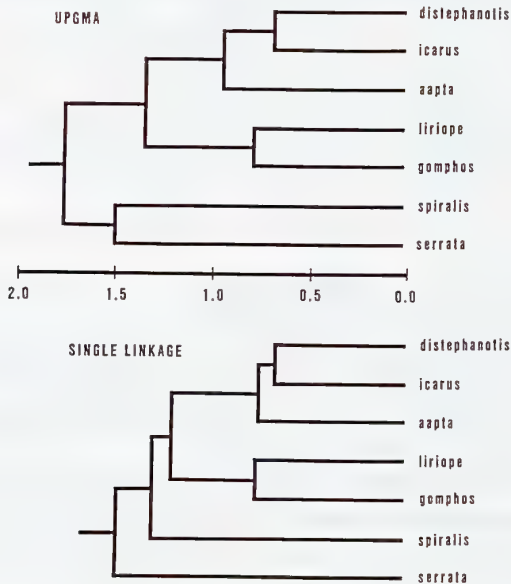 UPGMA
distephanotis
icarus
aapta
liriope
gomphos
spiralis
serrata
2.0 1.5 1.0 0.5 0.0
SINGLE LINKAGE
distephanotis
icarus
aapta
liriope
gomphos
spiralis
serrata